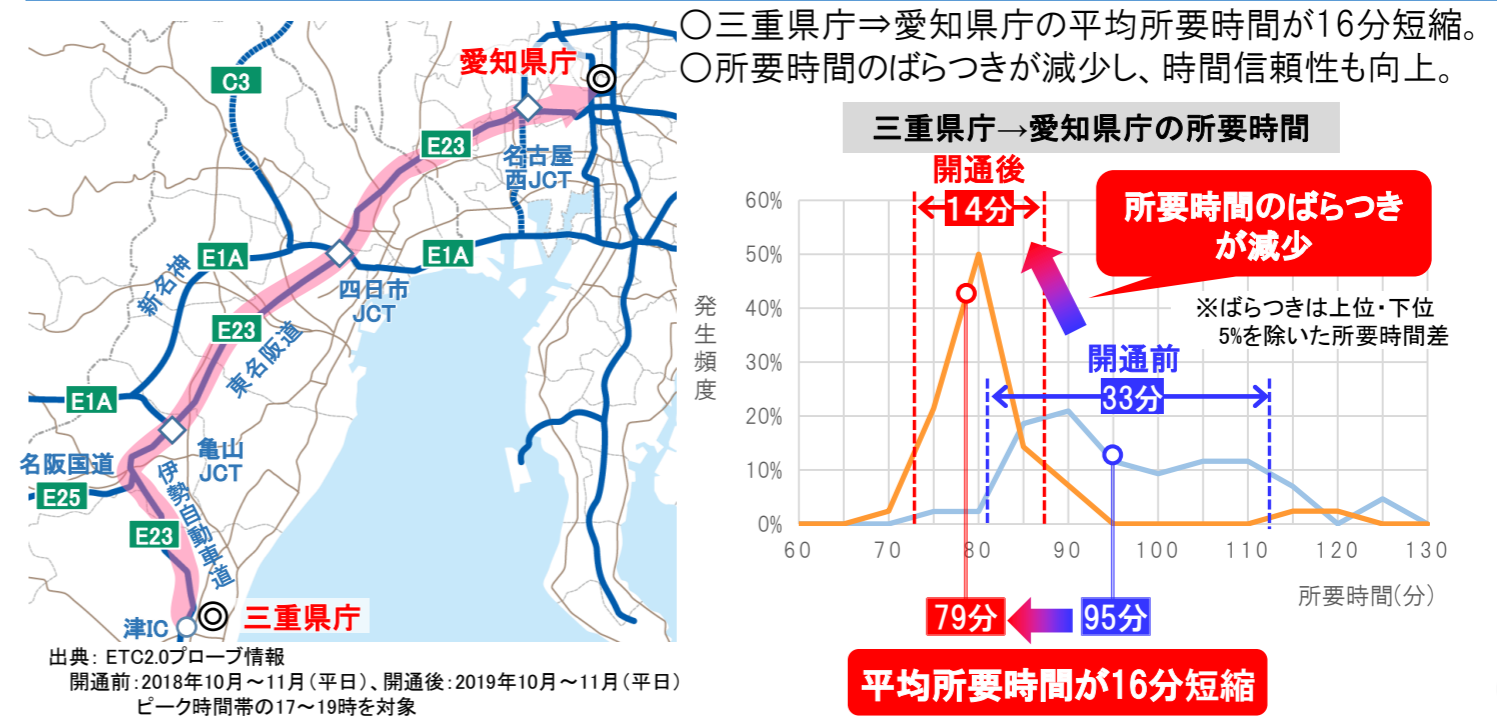 ○三重県庁⇒愛知県庁の平均所要時間が16分短縮。
○所要時間のばらつきが減少し、時間信頼性も向上。
愛知県庁
C3
E23
名古屋
西JCT
E1A
E1A
新名神
四日市
JCT
E23
東名阪道
E1A
亀山
JCT
名阪国道
E25
伊勢自動車道
E23
津IC
三重県庁
出典: ETC2.0プローブ情報
開通前:2018年10月～11月(平日)、開通後:2019年10月～11月(平日)
ピーク時間帯の17～19時を対象
三重県庁→愛知県庁の所要時間
開通後
14分
所要時間のばらつき
が減少
※ばらつきは上位・下位
5%を除いた所要時間差
開通前
33分
発生頻度
60%
50%
40%
30%
20%
10%
0%
60 70 80 90 100 110 120 130
所要時間(分)
79分
95分
平均所要時間が16分短縮